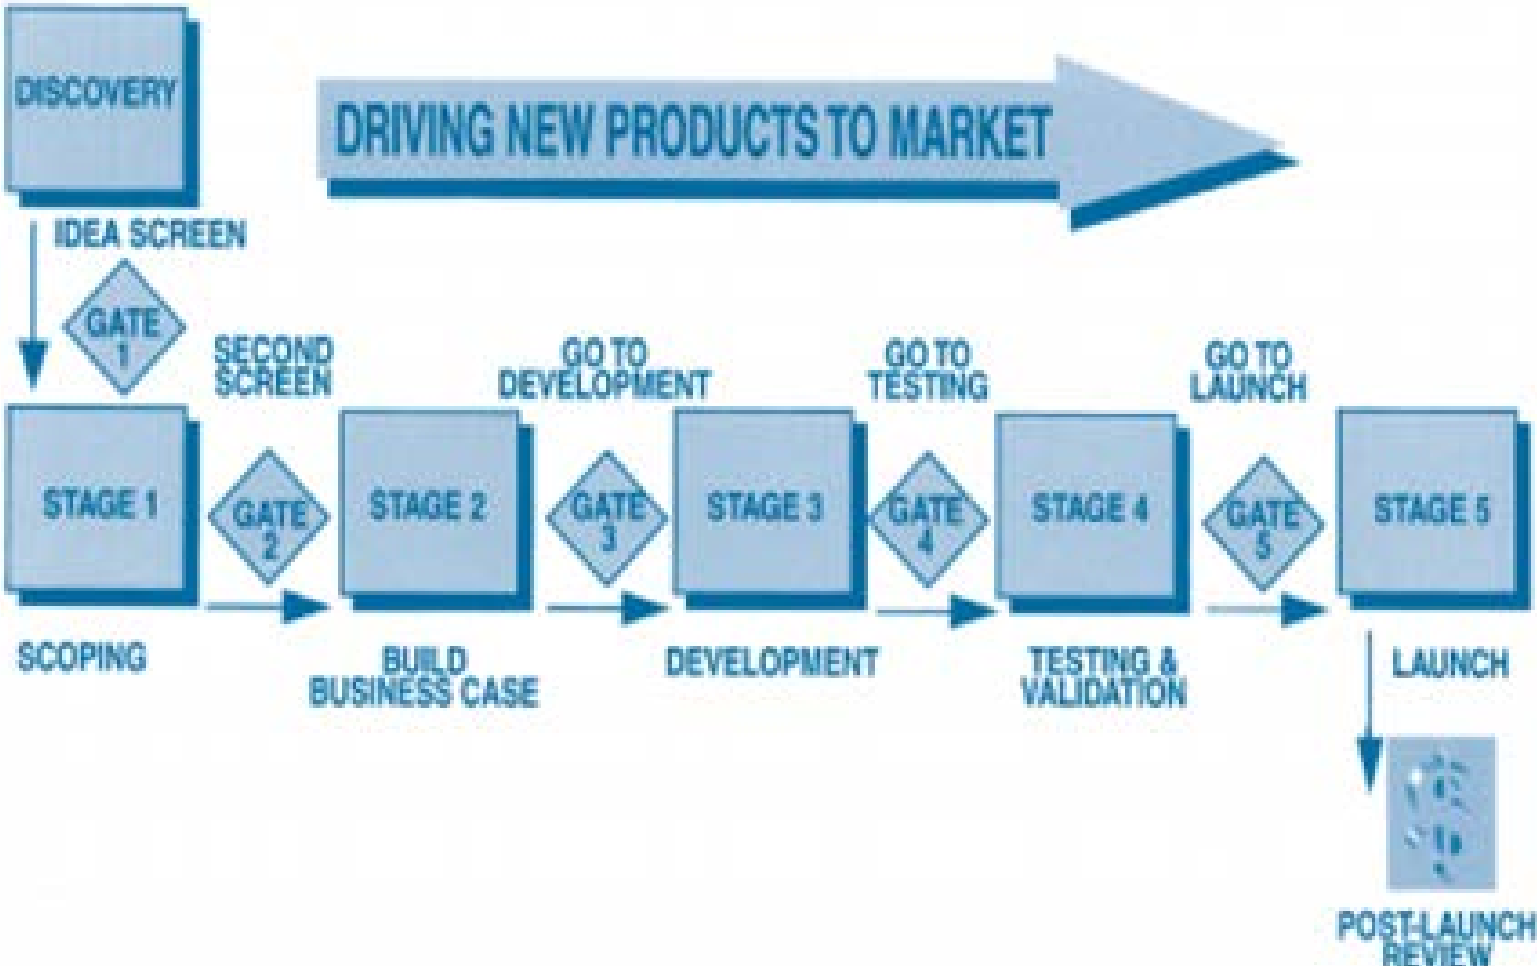 DISCOVERY
DRIVING NEW PRODUCTS TO MARKET
IDEA SCREEN
GATE
1
SECOND
SCREEN
GO TO
DEVELOPMENT
GO TO
TESTING
GO TO
LAUNCH
STAGE 1
GATE
2
STAGE 2
GATE
3
STAGE 3
GATE
4
STAGE 4
GATE
5
STAGE 5
SCOPING
BUILD
BUSINESS CASE
DEVELOPMENT
TESTING &
VALIDATION
LAUNCH
POST-LAUNCH
REVIEW